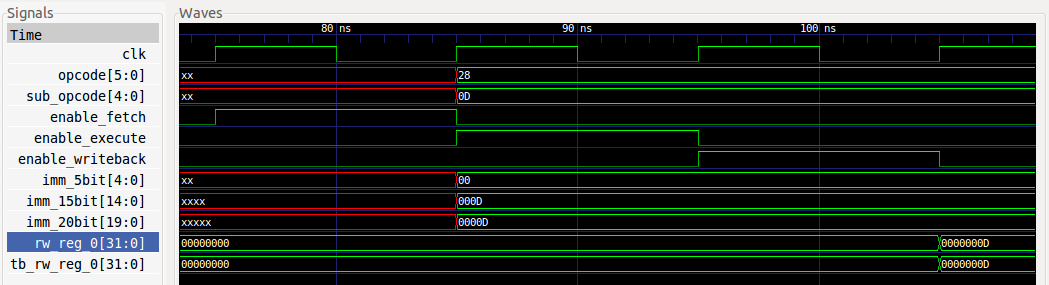 Signals Waves
Time 80 ns 90 ns 100 ns
clk
opcode[5:0] xx 28
sub_opcode[4:0] xx 0D
enable_fetch
enable_execute
enable_writeback
imm_5bit[4:0] xx 00
imm_15bit[14:0] xxxx 000D
imm_20bit[19:0] xxxxx 0000D
rw_reg_0[31:0] 00000000 0000000D
tb_rw_reg_0[31:0] 00000000 0000000D